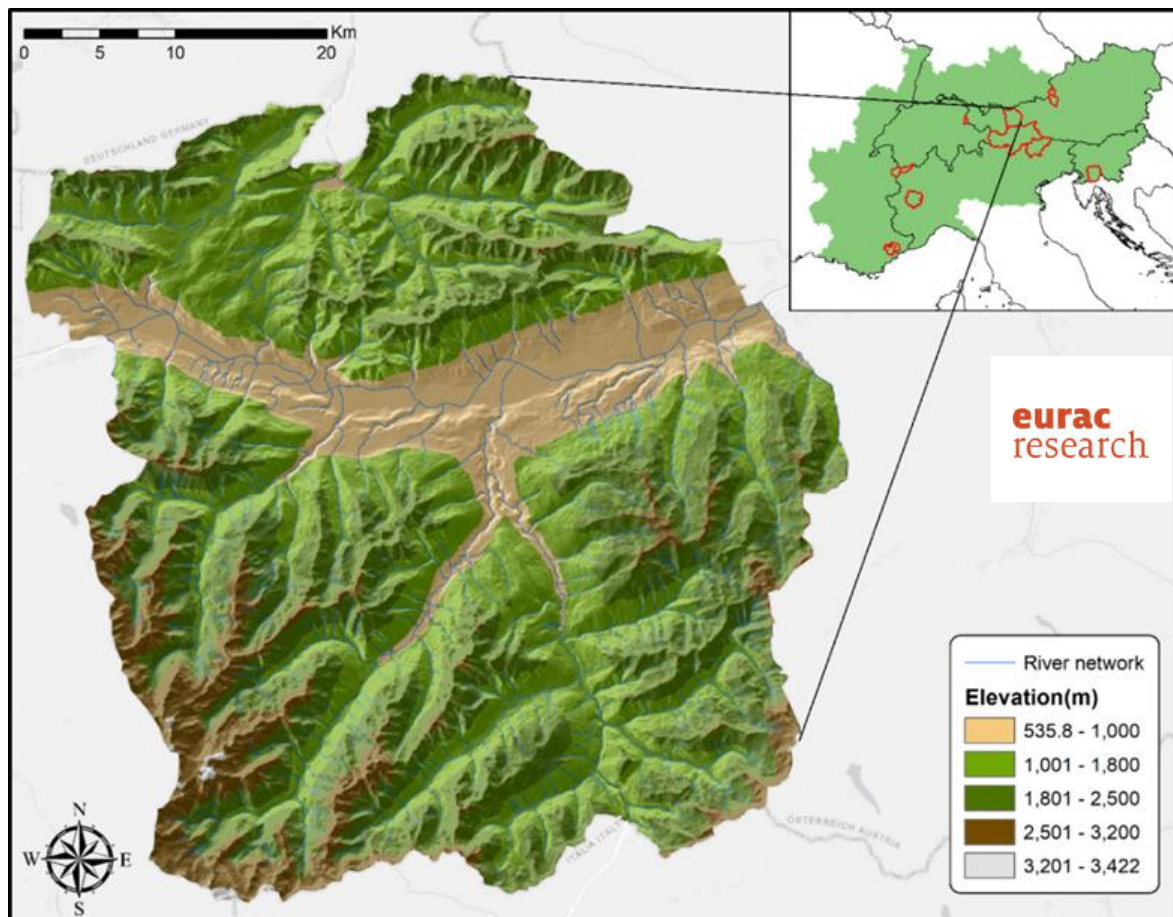 Km
0 5 10 20
DEUTSCHLAND GERMANY
eurac
research
River network
Elevation(m)
535.8 - 1,000
1,001 - 1,800
1,801 - 2,500
2,501 - 3,200
3,201 - 3,422
ÖSTERREICH AUSTRIA
ITALIA ITALY
N
W E
S